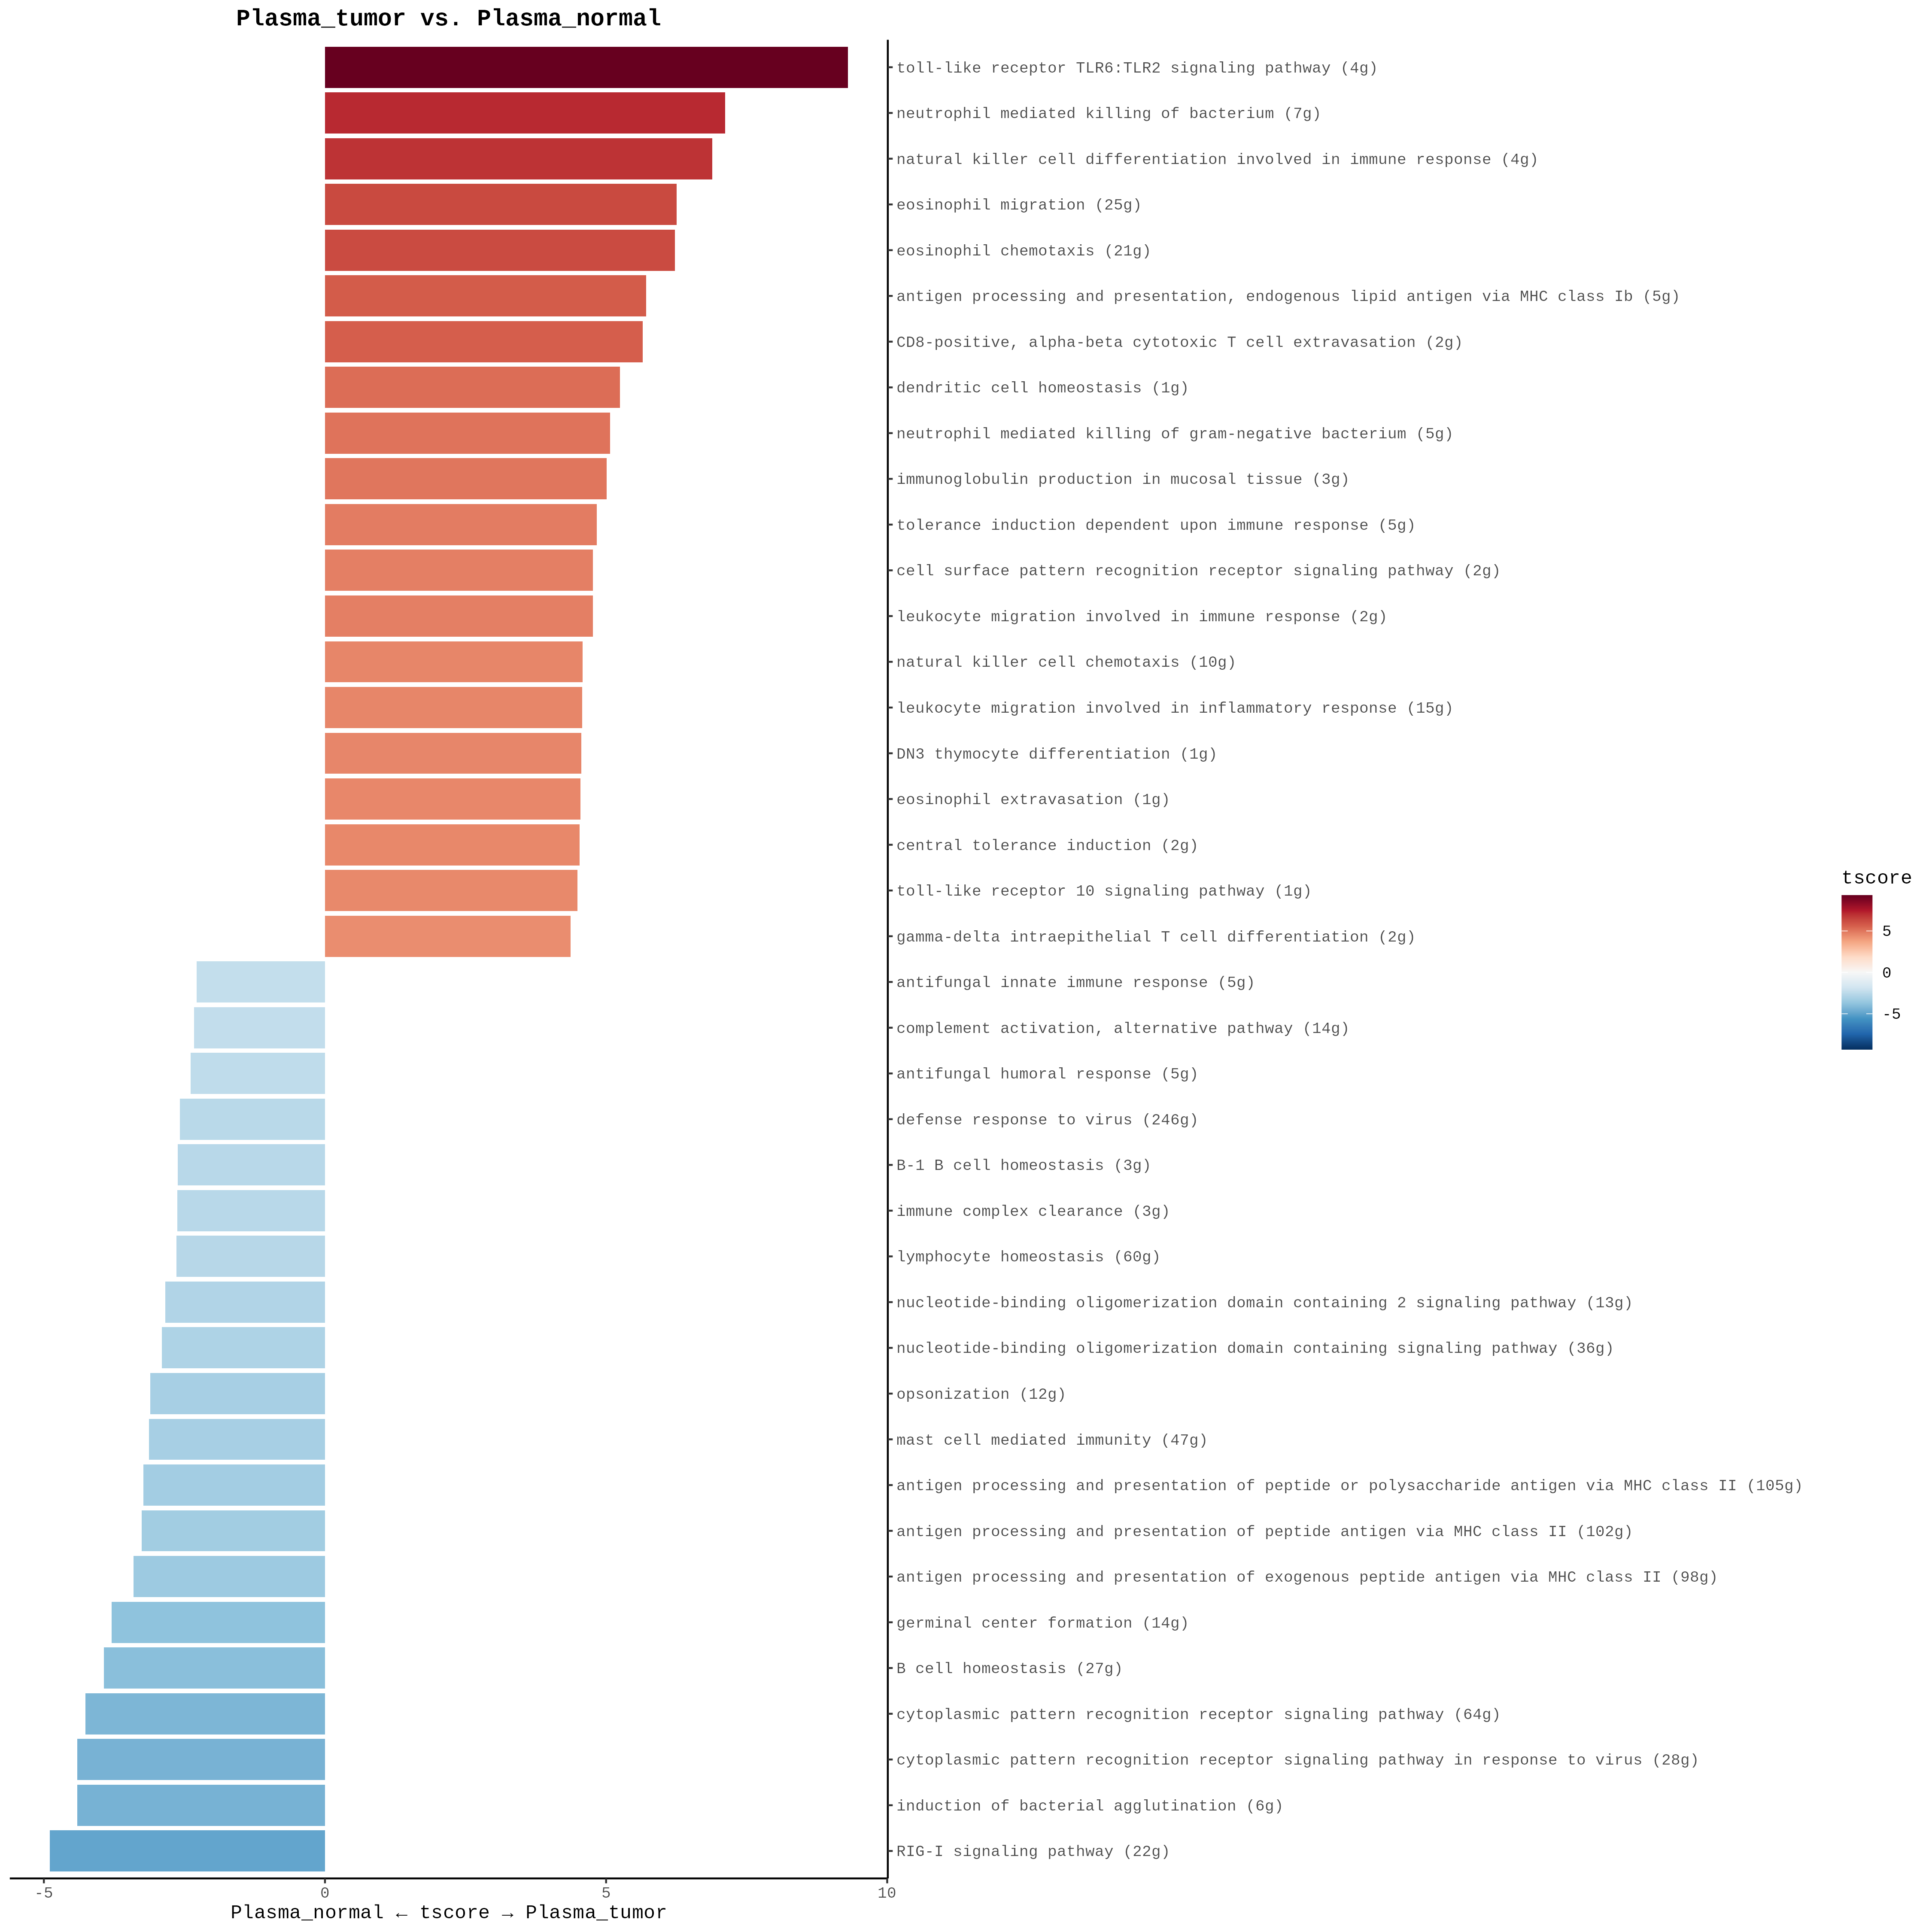 Plasma_tumor vs. Plasma_normal
toll-like receptor TLR6:TLR2 signaling pathway (4g)
neutrophil mediated killing of bacterium (7g)
natural killer cell differentiation involved in immune response (4g)
eosinophil migration (25g)
eosinophil chemotaxis (21g)
antigen processing and presentation, endogenous lipid antigen via MHC class Ib (5g)
CD8-positive, alpha-beta cytotoxic T cell extravasation (2g)
dendritic cell homeostasis (1g)
neutrophil mediated killing of gram-negative bacterium (5g)
immunoglobulin production in mucosal tissue (3g)
tolerance induction dependent upon immune response (5g)
cell surface pattern recognition receptor signaling pathway (2g)
leukocyte migration involved in immune response (2g)
natural killer cell chemotaxis (10g)
leukocyte migration involved in inflammatory response (15g)
DN3 thymocyte differentiation (1g)
eosinophil extravasation (1g)
central tolerance induction (2g)
toll-like receptor 10 signaling pathway (1g)
gamma-delta intraepithelial T cell differentiation (2g)
antifungal innate immune response (5g)
complement activation, alternative pathway (14g)
antifungal humoral response (5g)
defense response to virus (246g)
B-1 B cell homeostasis (3g)
immune complex clearance (3g)
lymphocyte homeostasis (60g)
nucleotide-binding oligomerization domain containing 2 signaling pathway (13g)
nucleotide-binding oligomerization domain containing signaling pathway (36g)
opsonization (12g)
mast cell mediated immunity (47g)
antigen processing and presentation of peptide or polysaccharide antigen via MHC class II (105g)
antigen processing and presentation of peptide antigen via MHC class II (102g)
antigen processing and presentation of exogenous peptide antigen via MHC class II (98g)
germinal center formation (14g)
B cell homeostasis (27g)
cytoplasmic pattern recognition receptor signaling pathway (64g)
cytoplasmic pattern recognition receptor signaling pathway in response to virus (28g)
induction of bacterial agglutination (6g)
RIG-I signaling pathway (22g)
-5 0 5 10
Plasma_normal ← tscore → Plasma_tumor
tscore
5
0
-5